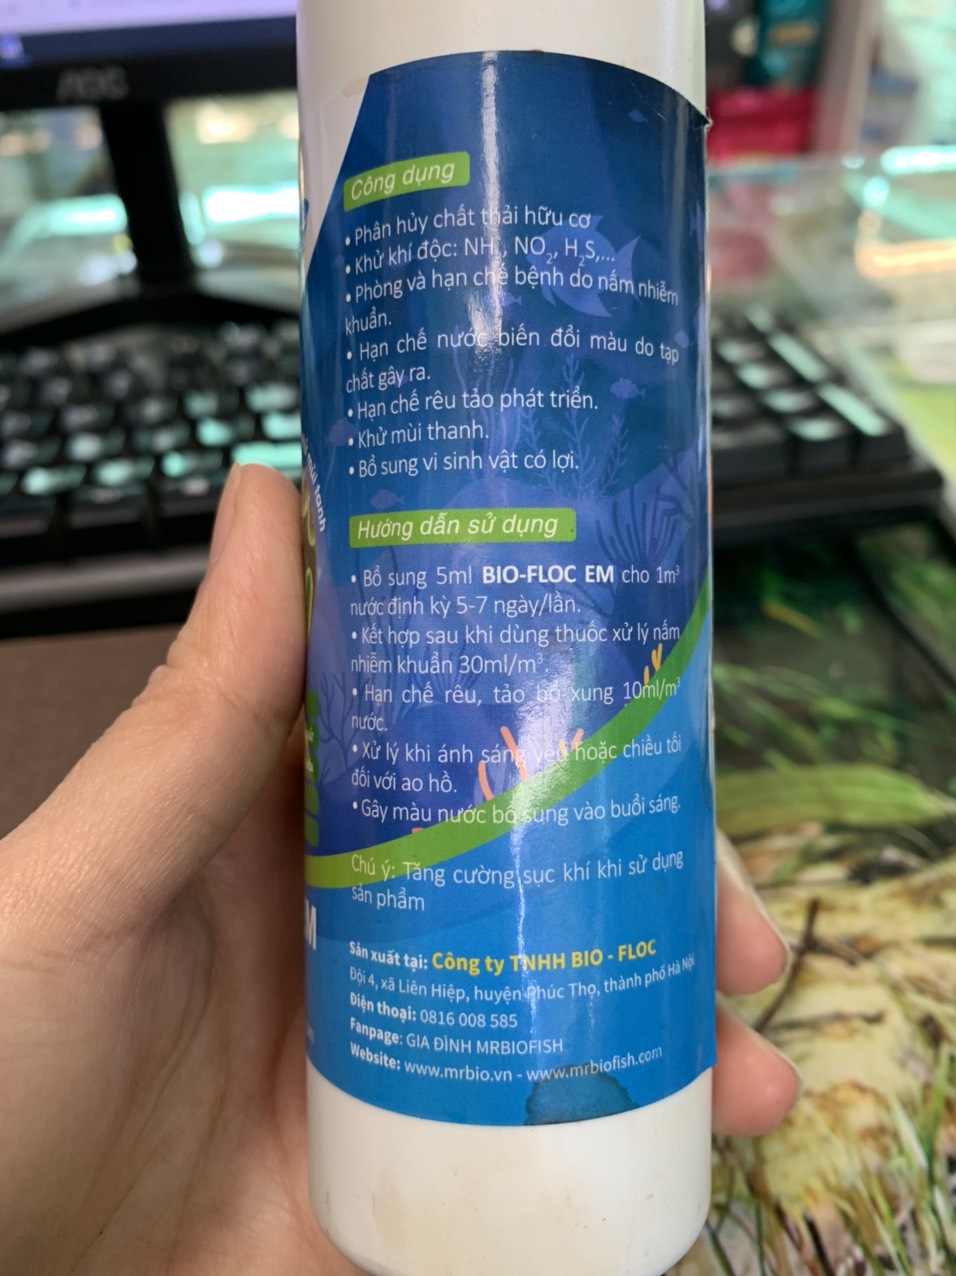 AOC
Công dụng
• Phân hủy chất thải hữu cơ
• Khử khí độc: NH, NO₂, H₂S,...
• Phòng và hạn chế bệnh do nấm nhiễm
khuẩn.
• Hạn chế nước biến đổi màu do tạp
chất gây ra.
• Hạn chế rêu tảo phát triển.
• Khử mùi thanh.
• Bổ sung vi sinh vật có lợi.
mùi tanh
Hướng dẫn sử dụng
• Bổ sung 5ml BIO-FLOC EM cho 1m³
nước định kỳ 5-7 ngày/lần.
• Kết hợp sau khi dùng thuốc xử lý nấm
nhiễm khuẩn 30ml/m³.
• Hạn chế rêu, tảo bổ xung 10ml/m³
nước.
• Xử lý khi ánh sáng yếu hoặc chiều tối
đối với ao hồ.
• Gây màu nước bổ sung vào buổi sáng.
Chú ý: Tăng cường sục khí khi sử dụng
sản phẩm
EM
Sản xuất tại: Công ty TNHH BIO - FLOC
Đội 4, xã Liên Hiệp, huyện Phúc Thọ, thành phố Hà Nội
Điện thoại: 0816 008 585
Fanpage: GIA ĐÌNH MRBIOFISH
Website: www.mrbio.vn - www.mrbiofish.com